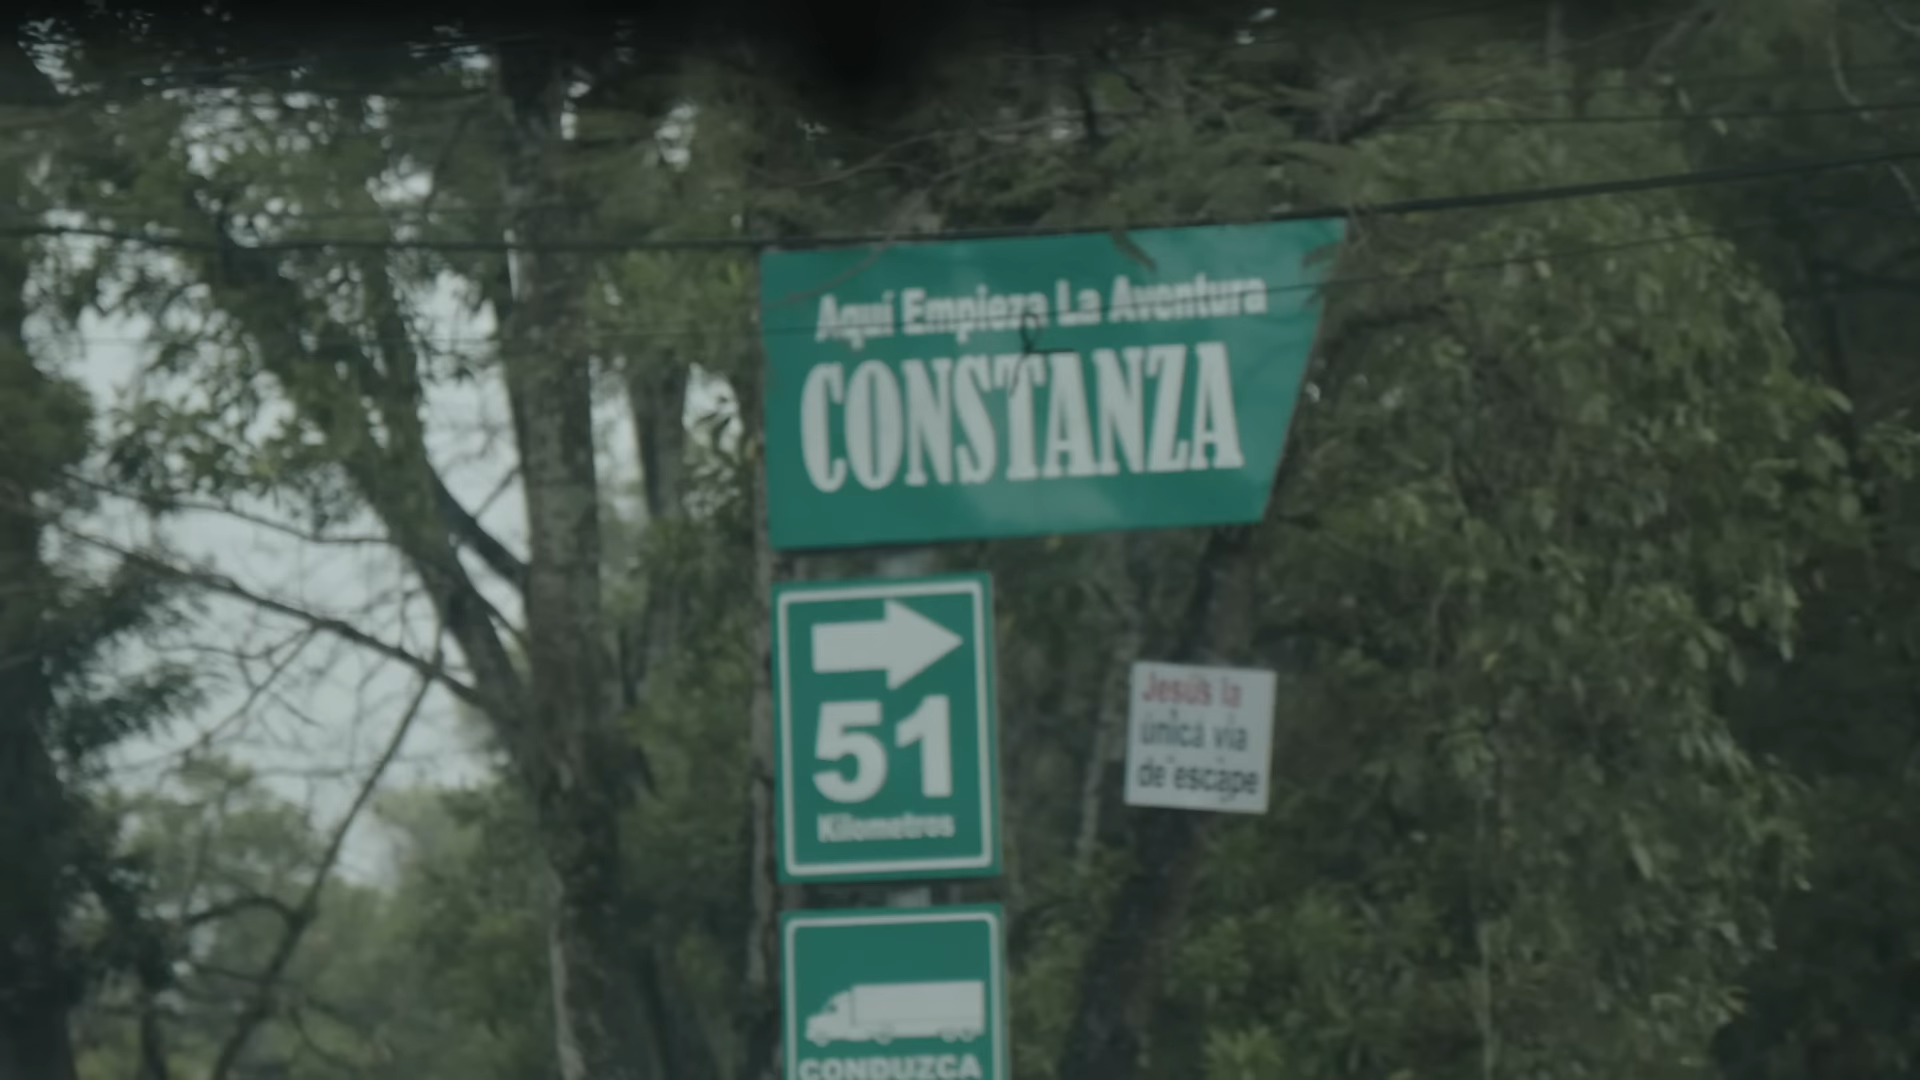 Aquí Empieza La Aventura
CONSTANZA
51
Kilometros
Jesús la
única via
de escape
CONDUZCA